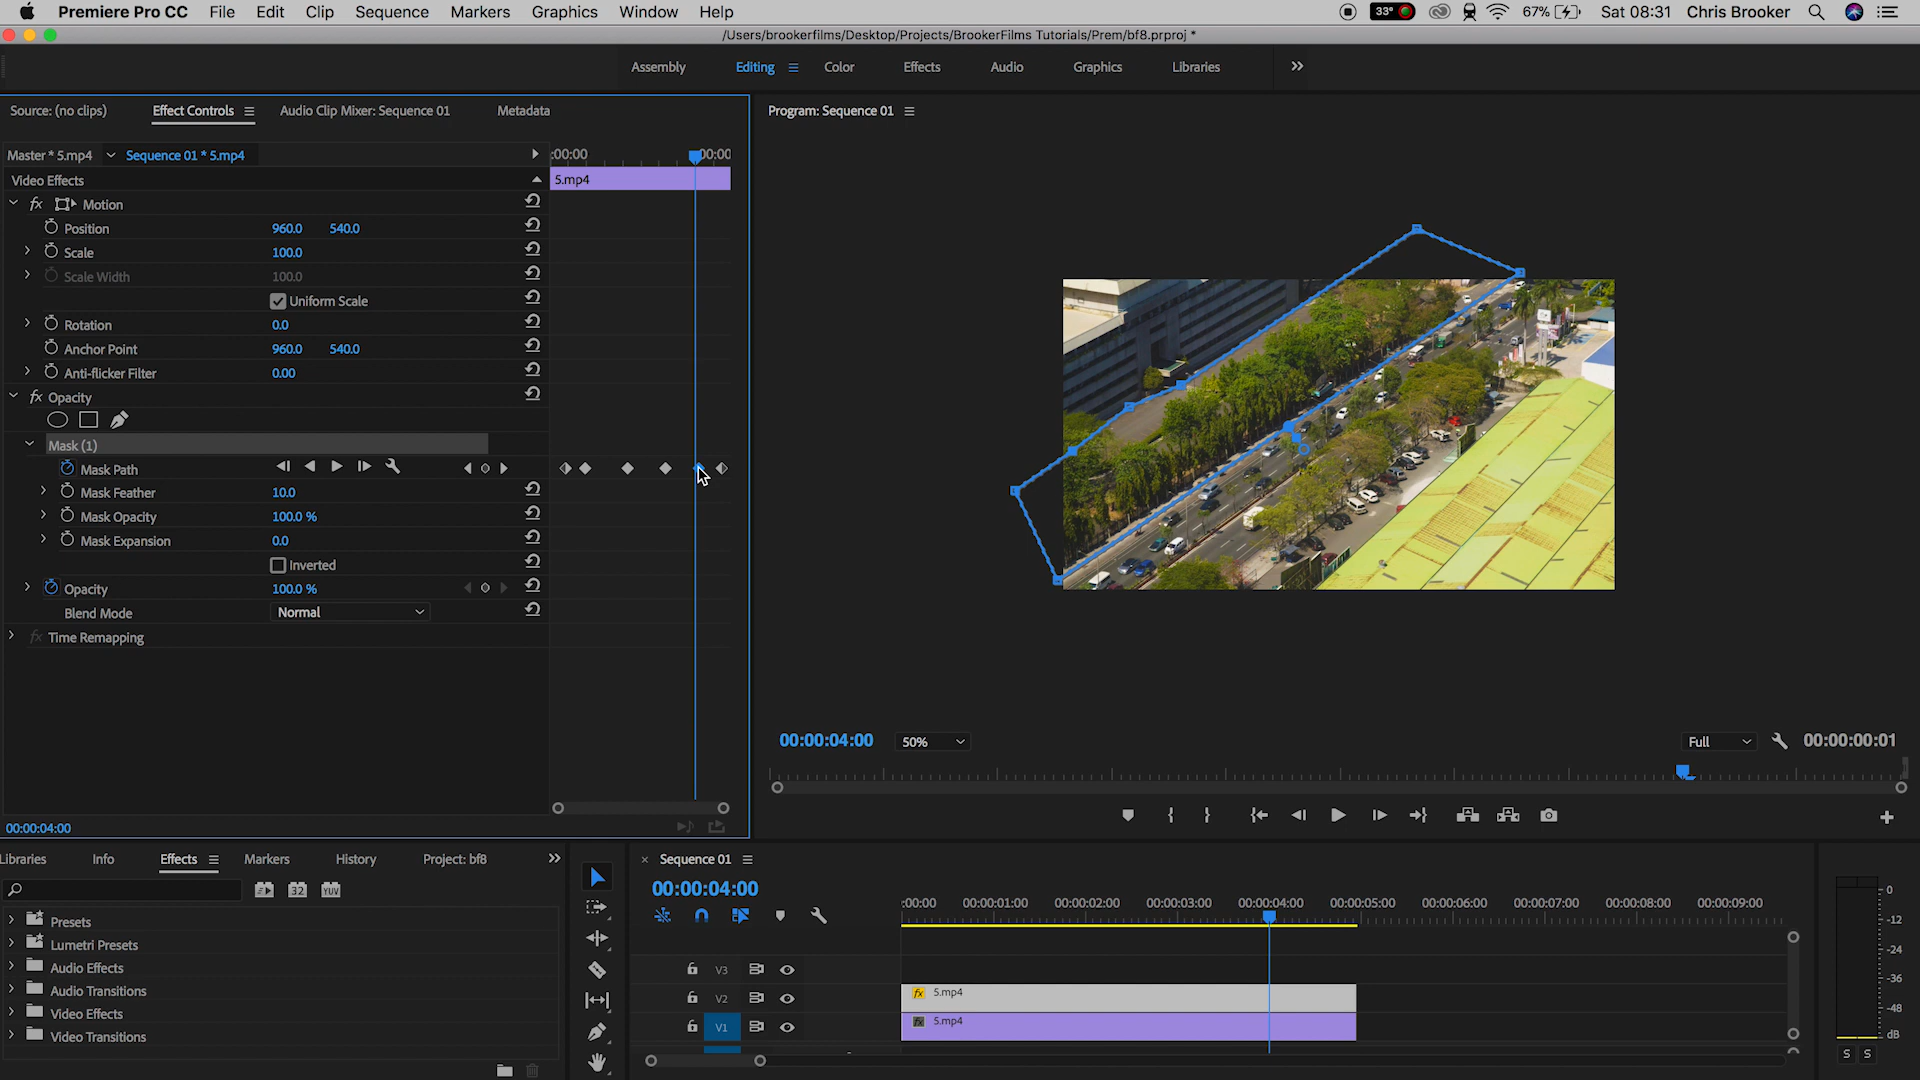 Premiere Pro CC File Edit Clip Sequence Markers Graphics Window Help 33° 67% Sat 08:31 Chris Brooker
/Users/brookerfilms/Desktop/Projects/BrookerFilms Tutorials/Prem/bf8.prproj *
Assembly Editing Color Effects Audio Graphics Libraries
Source: (no clips) Effect Controls Audio Clip Mixer: Sequence 01 Metadata
Program: Sequence 01
Master * 5.mp4 Sequence 01 * 5.mp4 :00:00 00:00
Video Effects 5.mp4
fx Motion
Position 960.0 540.0
Scale 100.0
Scale Width 100.0
Uniform Scale
Rotation 0.0
Anchor Point 960.0 540.0
Anti-flicker Filter 0.00
fx Opacity
Mask (1)
Mask Path
Mask Feather 10.0
Mask Opacity 100.0 %
Mask Expansion 0.0
Inverted
Opacity 100.0 %
Blend Mode Normal
fx Time Remapping
00:00:04:00 50% Full 00:00:00:01
00:00:04:00
Libraries Info Effects Markers History Project: bf8
32 YUV
Presets
Lumetri Presets
Audio Effects
Audio Transitions
Video Effects
Video Transitions
× Sequence 01
00:00:04:00
:00:00 00:00:01:00 00:00:02:00 00:00:03:00 00:00:04:00 00:00:05:00 00:00:06:00 00:00:07:00 00:00:08:00 00:00:09:00
V3
V2 fx 5.mp4
V1 fx 5.mp4
0
-12
-24
-36
-48
dB
S S